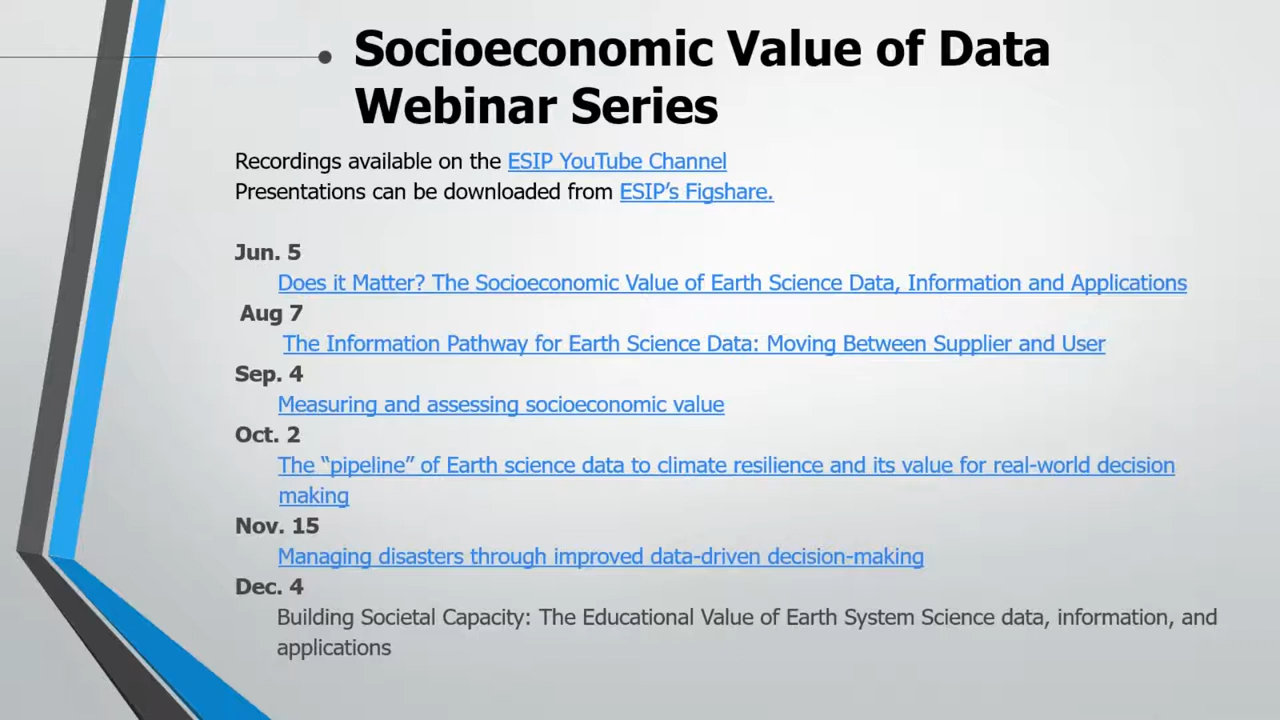 Socioeconomic Value of Data
Webinar Series
Recordings available on the ESIP YouTube Channel
Presentations can be downloaded from ESIP’s Figshare.
Jun. 5
Does it Matter? The Socioeconomic Value of Earth Science Data, Information and Applications
Aug 7
The Information Pathway for Earth Science Data: Moving Between Supplier and User
Sep. 4
Measuring and assessing socioeconomic value
Oct. 2
The “pipeline” of Earth science data to climate resilience and its value for real-world decision
making
Nov. 15
Managing disasters through improved data-driven decision-making
Dec. 4
Building Societal Capacity: The Educational Value of Earth System Science data, information, and
applications